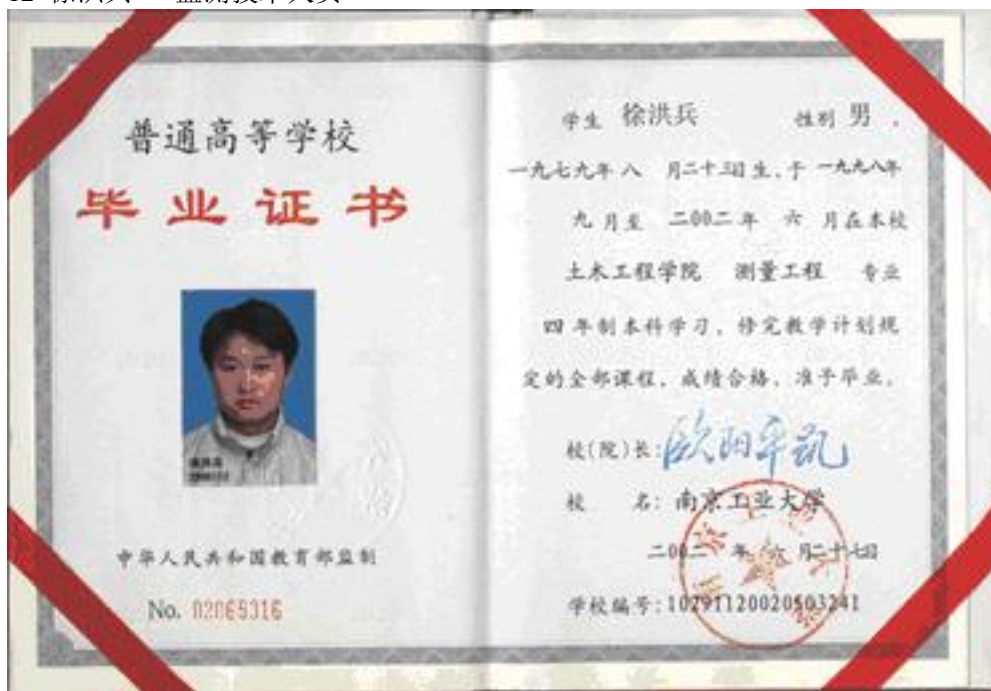 普通高等学校
毕业证书
中华人民共和国教育部监制
No. 02065316
学生 徐洪兵 性别 男 .
一九七九年 八 月二十三日生,于 一九九八年
九 月至 二00二 年 六 月在本校
土木工程学院 测量工程 专业
四 年制本科学习,修完教学计划规
定的全部课程,成绩合格,准予毕业。
校(院)长:欧阳平凯
校 名:南京工业大学
二00二 年 六 月二十七日
学校编号:10291120020503241